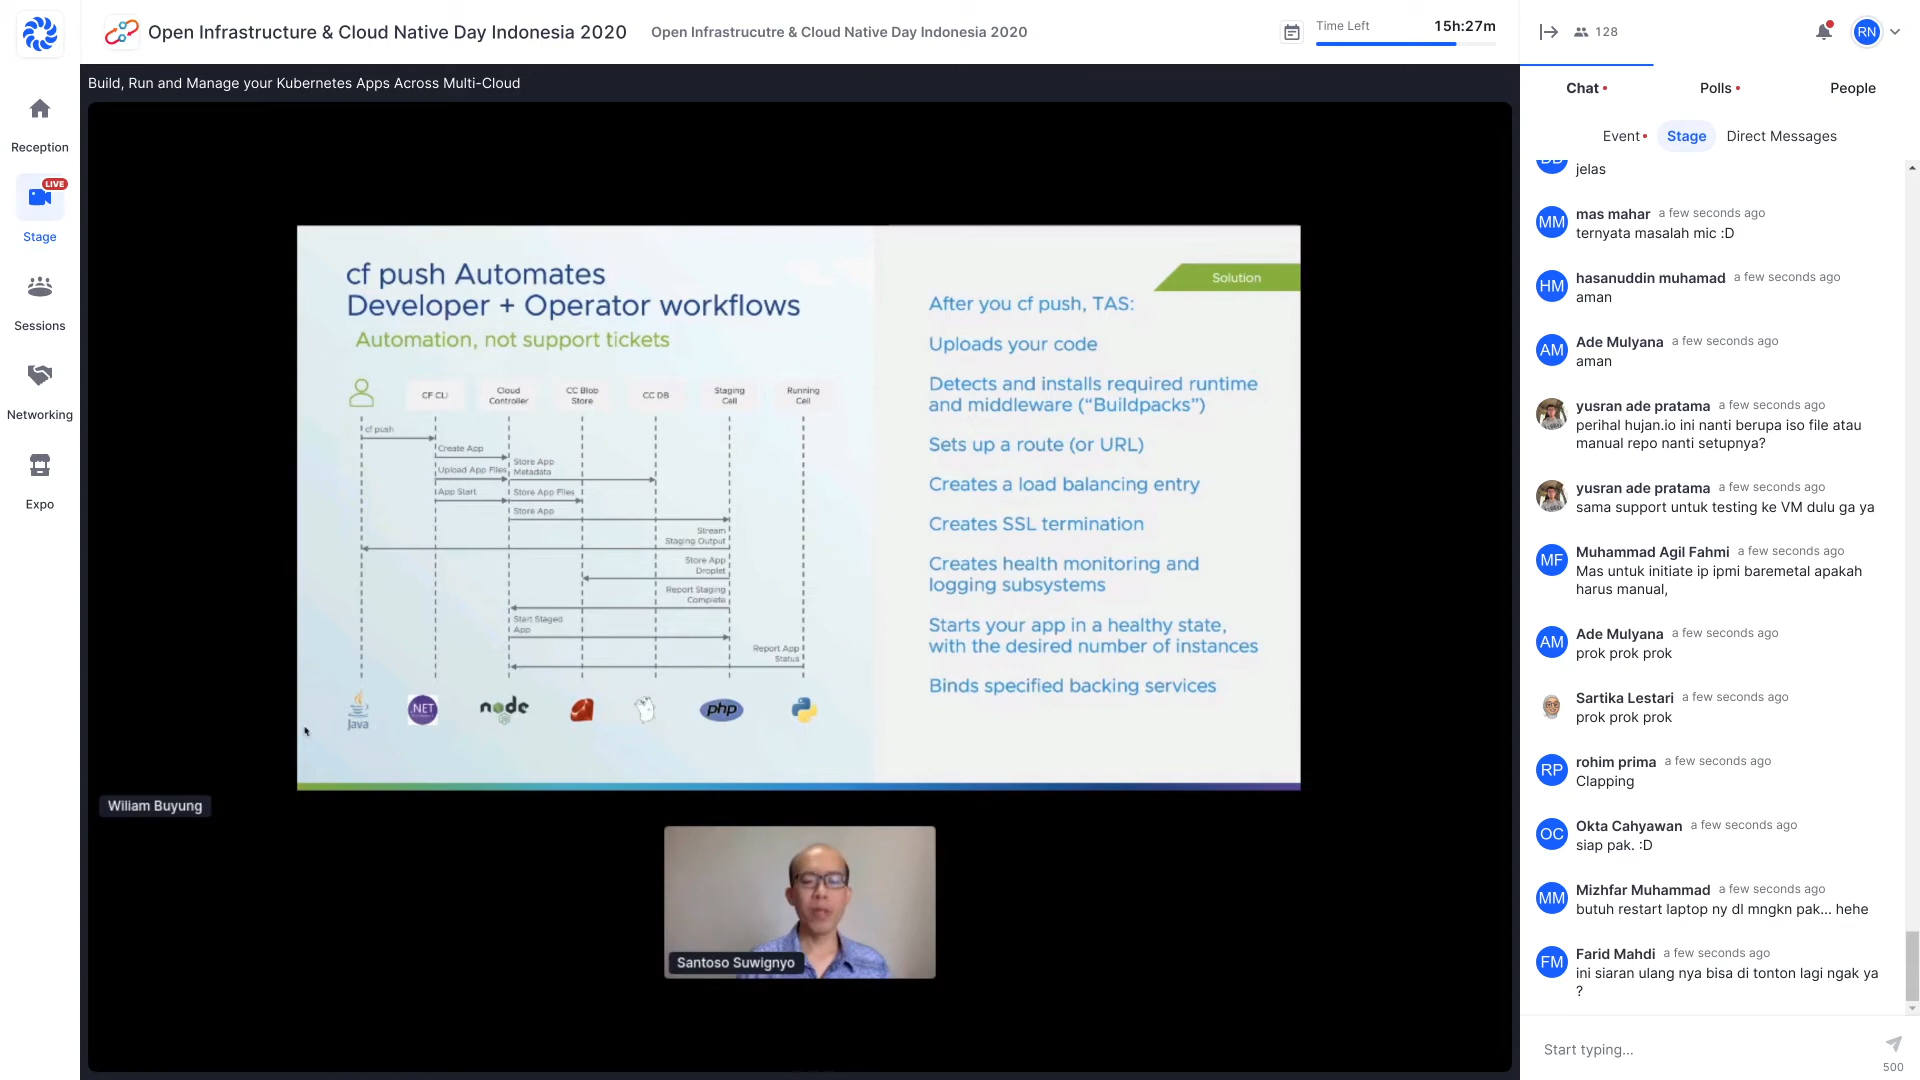 Open Infrastructure & Cloud Native Day Indonesia 2020
Open Infrastrucutre & Cloud Native Day Indonesia 2020
Time Left
15h:27m
128
RN
Reception
LIVE
Stage
Sessions
Networking
Expo
Build, Run and Manage your Kubernetes Apps Across Multi-Cloud
cf push Automates
Developer + Operator workflows
Automation, not support tickets
CF CLI
Cloud
Controller
CC Blob
Store
CC DB
Staging
Cell
Running
Cell
cf push
Create App
Upload App Files
Store App
Metadata
App Start
Store App Files
Store App
Stream
Staging Output
Store App
Droplet
Report Staging
Complete
Start Staged
App
Report App
Status
Java
.NET
node
php
Solution
After you cf push, TAS:
Uploads your code
Detects and installs required runtime
and middleware (“Buildpacks”)
Sets up a route (or URL)
Creates a load balancing entry
Creates SSL termination
Creates health monitoring and
logging subsystems
Starts your app in a healthy state,
with the desired number of instances
Binds specified backing services
Wiliam Buyung
Santoso Suwignyo
Chat
Polls
People
Event
Stage
Direct Messages
jelas
MM
mas mahar a few seconds ago
ternyata masalah mic :D
HM
hasanuddin muhamad a few seconds ago
aman
AM
Ade Mulyana a few seconds ago
aman
yusran ade pratama a few seconds ago
perihal hujan.io ini nanti berupa iso file atau
manual repo nanti setupnya?
yusran ade pratama a few seconds ago
sama support untuk testing ke VM dulu ga ya
MF
Muhammad Agil Fahmi a few seconds ago
Mas untuk initiate ip ipmi baremetal apakah
harus manual,
AM
Ade Mulyana a few seconds ago
prok prok prok
Sartika Lestari a few seconds ago
prok prok prok
RP
rohim prima a few seconds ago
Clapping
OC
Okta Cahyawan a few seconds ago
siap pak. :D
MM
Mizhfar Muhammad a few seconds ago
butuh restart laptop ny dl mngkn pak... hehe
FM
Farid Mahdi a few seconds ago
ini siaran ulang nya bisa di tonton lagi ngak ya
?
Start typing...
500